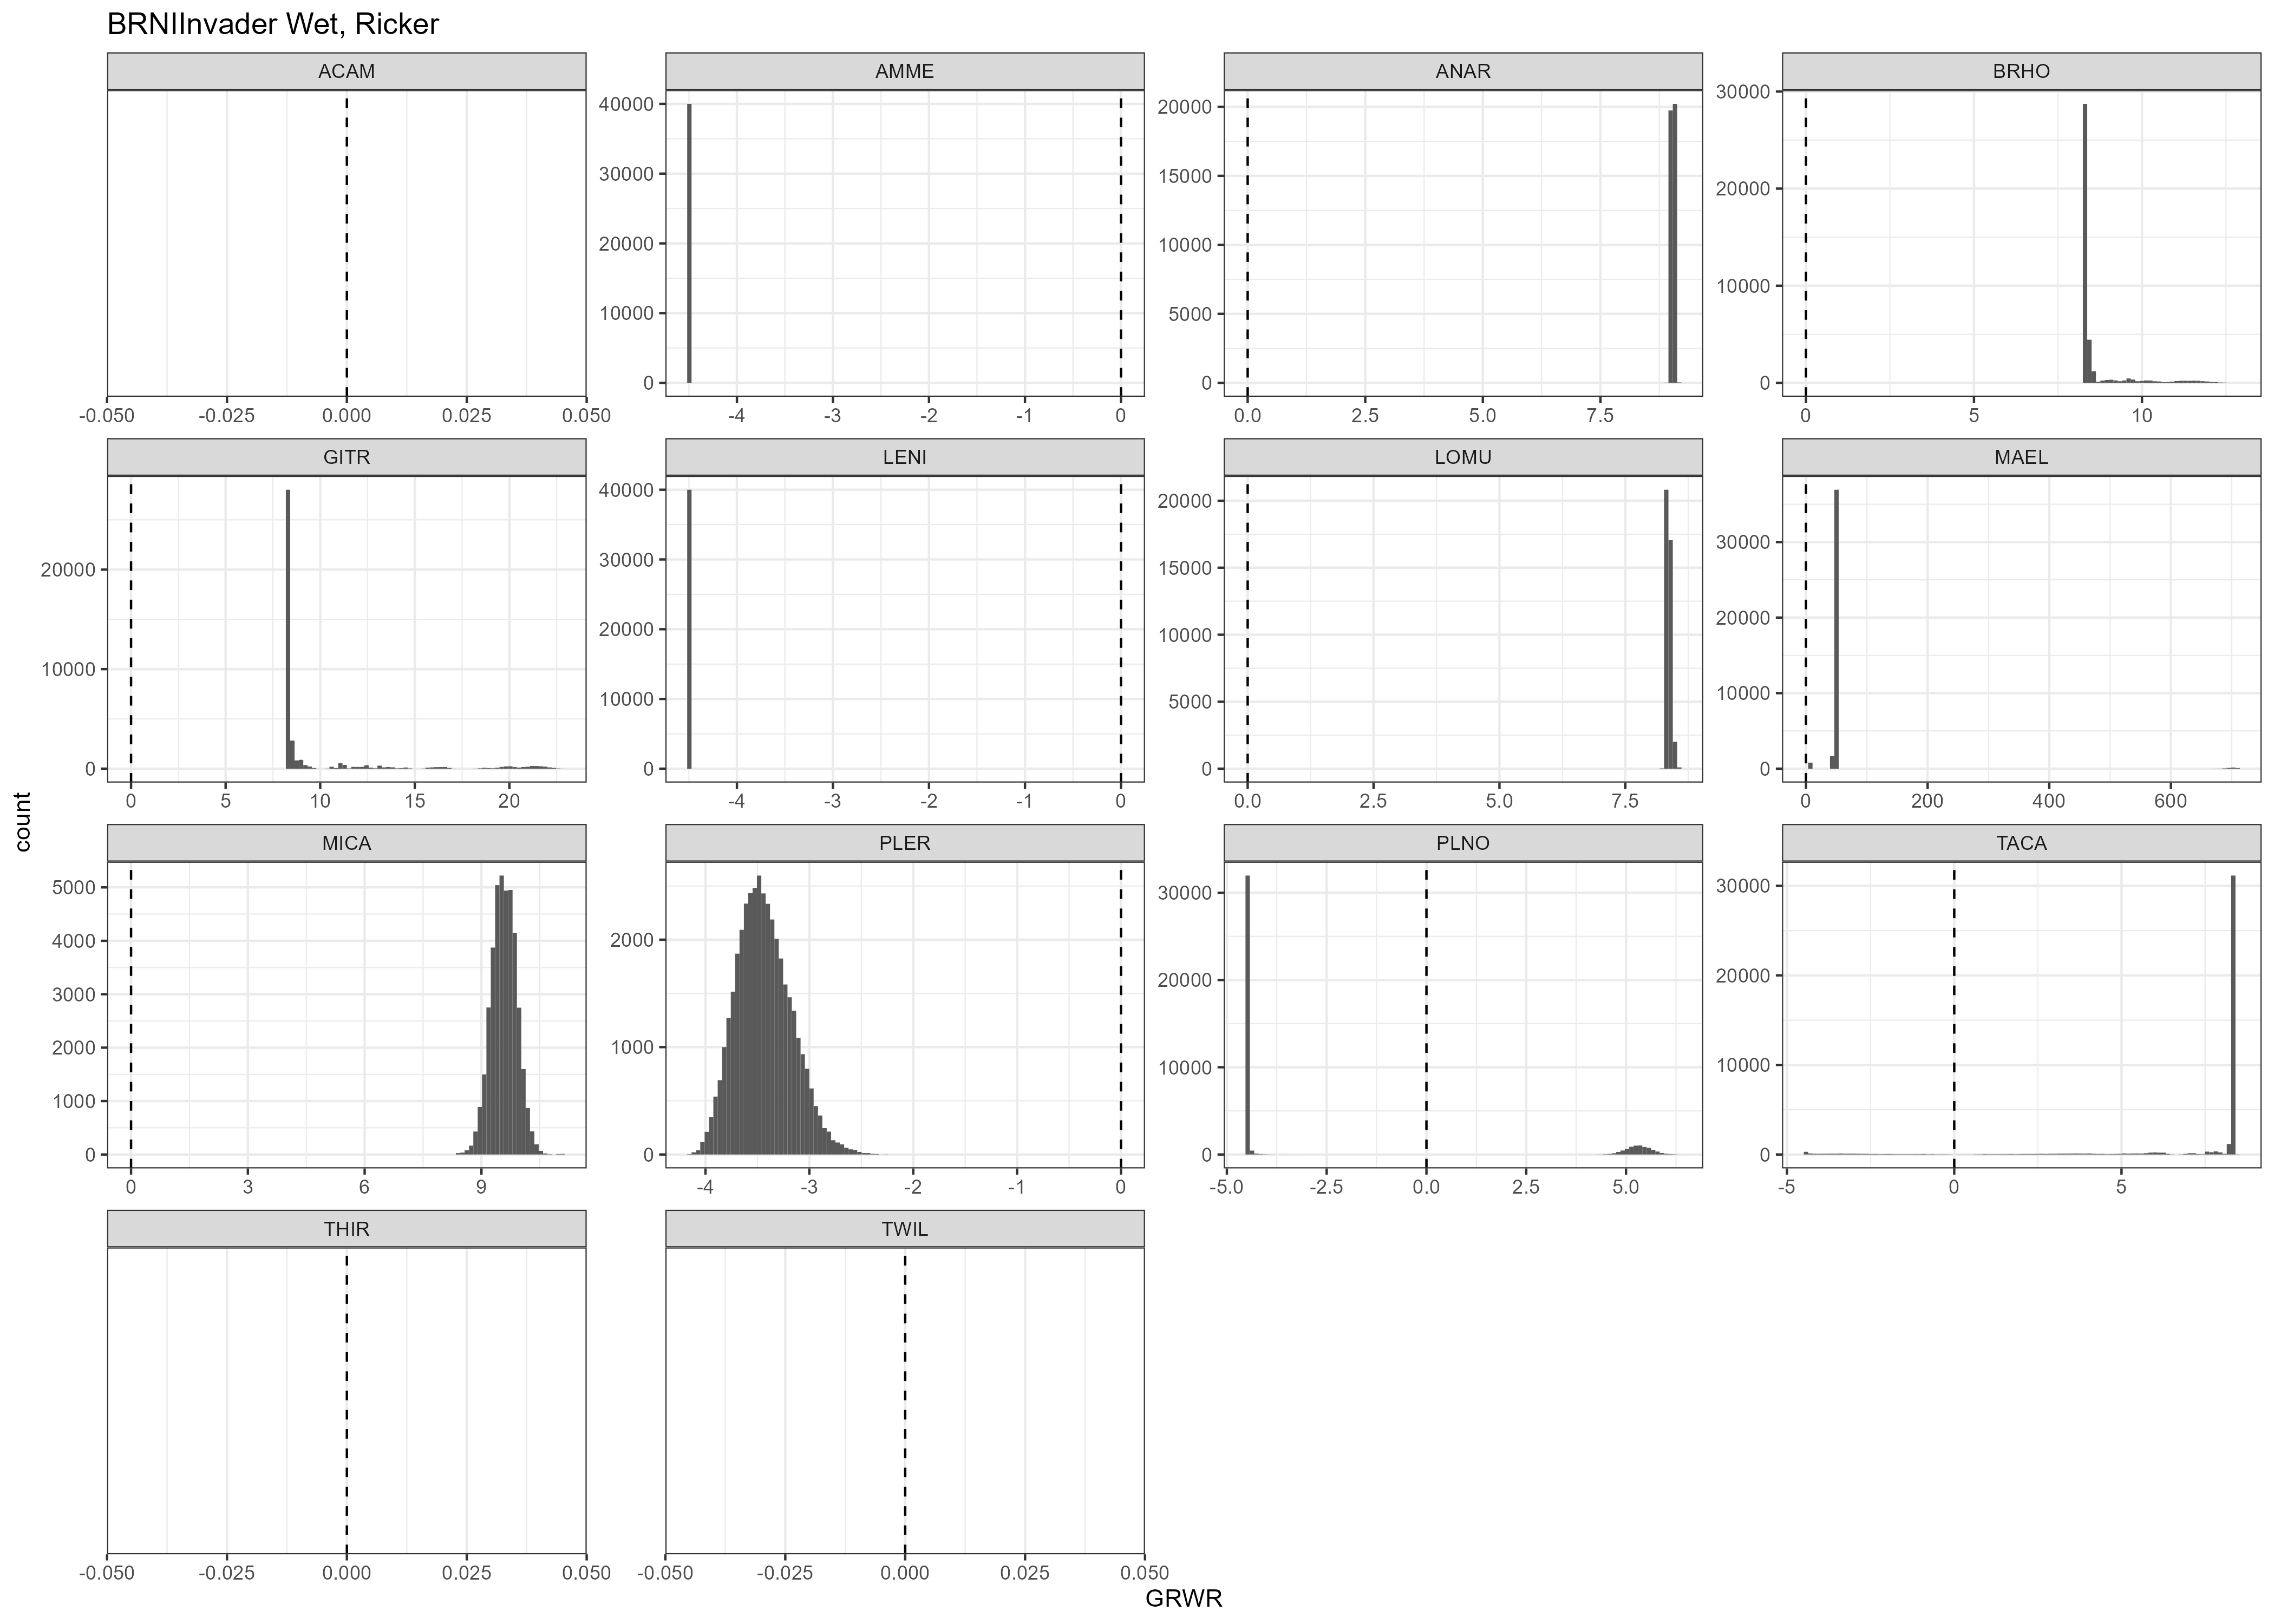 BRNIInvader Wet, Ricker
ACAM AMME ANAR BRHO
40000 30000 20000 10000 0
20000 15000 10000 5000 0
30000 20000 10000 0
-0.050 -0.025 0.000 0.025 0.050
-4 -3 -2 -1 0
0.0 2.5 5.0 7.5
0 5 10
GITR LENI LOMU MAEL
20000 10000 0
40000 30000 20000 10000 0
20000 15000 10000 5000 0
30000 20000 10000 0
0 5 10 15 20
-4 -3 -2 -1 0
0.0 2.5 5.0 7.5
0 200 400 600
count
MICA PLER PLNO TACA
5000 4000 3000 2000 1000 0
2000 1000 0
30000 20000 10000 0
30000 20000 10000 0
0 3 6 9
-4 -3 -2 -1 0
-5.0 -2.5 0.0 2.5 5.0
-5 0 5
THIR TWIL
-0.050 -0.025 0.000 0.025 0.050
-0.050 -0.025 0.000 0.025 0.050
GRWR